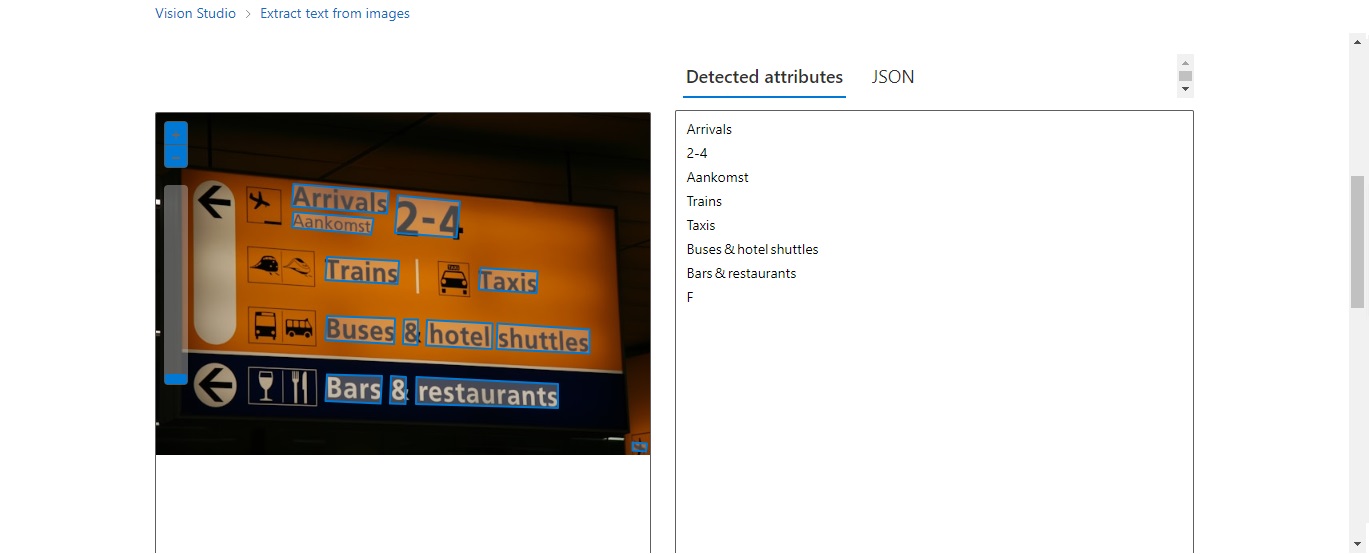 Vision Studio > Extract text from images
Detected attributes JSON
Arrivals
2-4
Aankomst
Trains
Taxis
Buses & hotel shuttles
Bars & restaurants
Arrivals
2-4
Aankomst
Trains
Taxis
Buses & hotel shuttles
Bars & restaurants
F